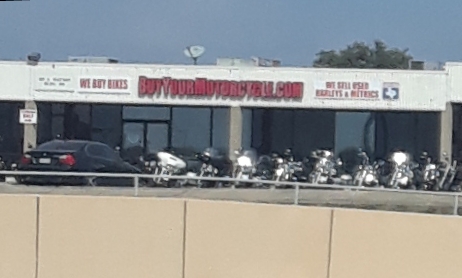 WE BUY BIKES
BUYYOURMOTORCYCLE.COM
WE SELL USED
HARLEYS & METRICS